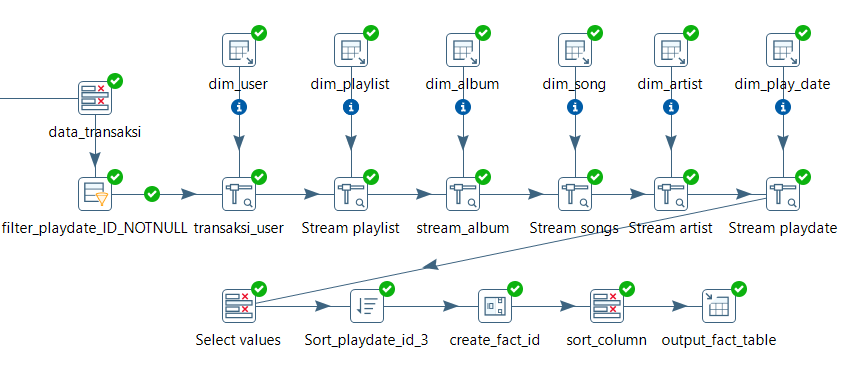 dim_user
dim_playlist
dim_album
dim_song
dim_artist
dim_play_date
data_transaksi
filter_playdate_ID_NOTNULL
transaksi_user
Stream playlist
stream_album
Stream songs
Stream artist
Stream playdate
Select values
Sort_playdate_id_3
create_fact_id
sort_column
output_fact_table